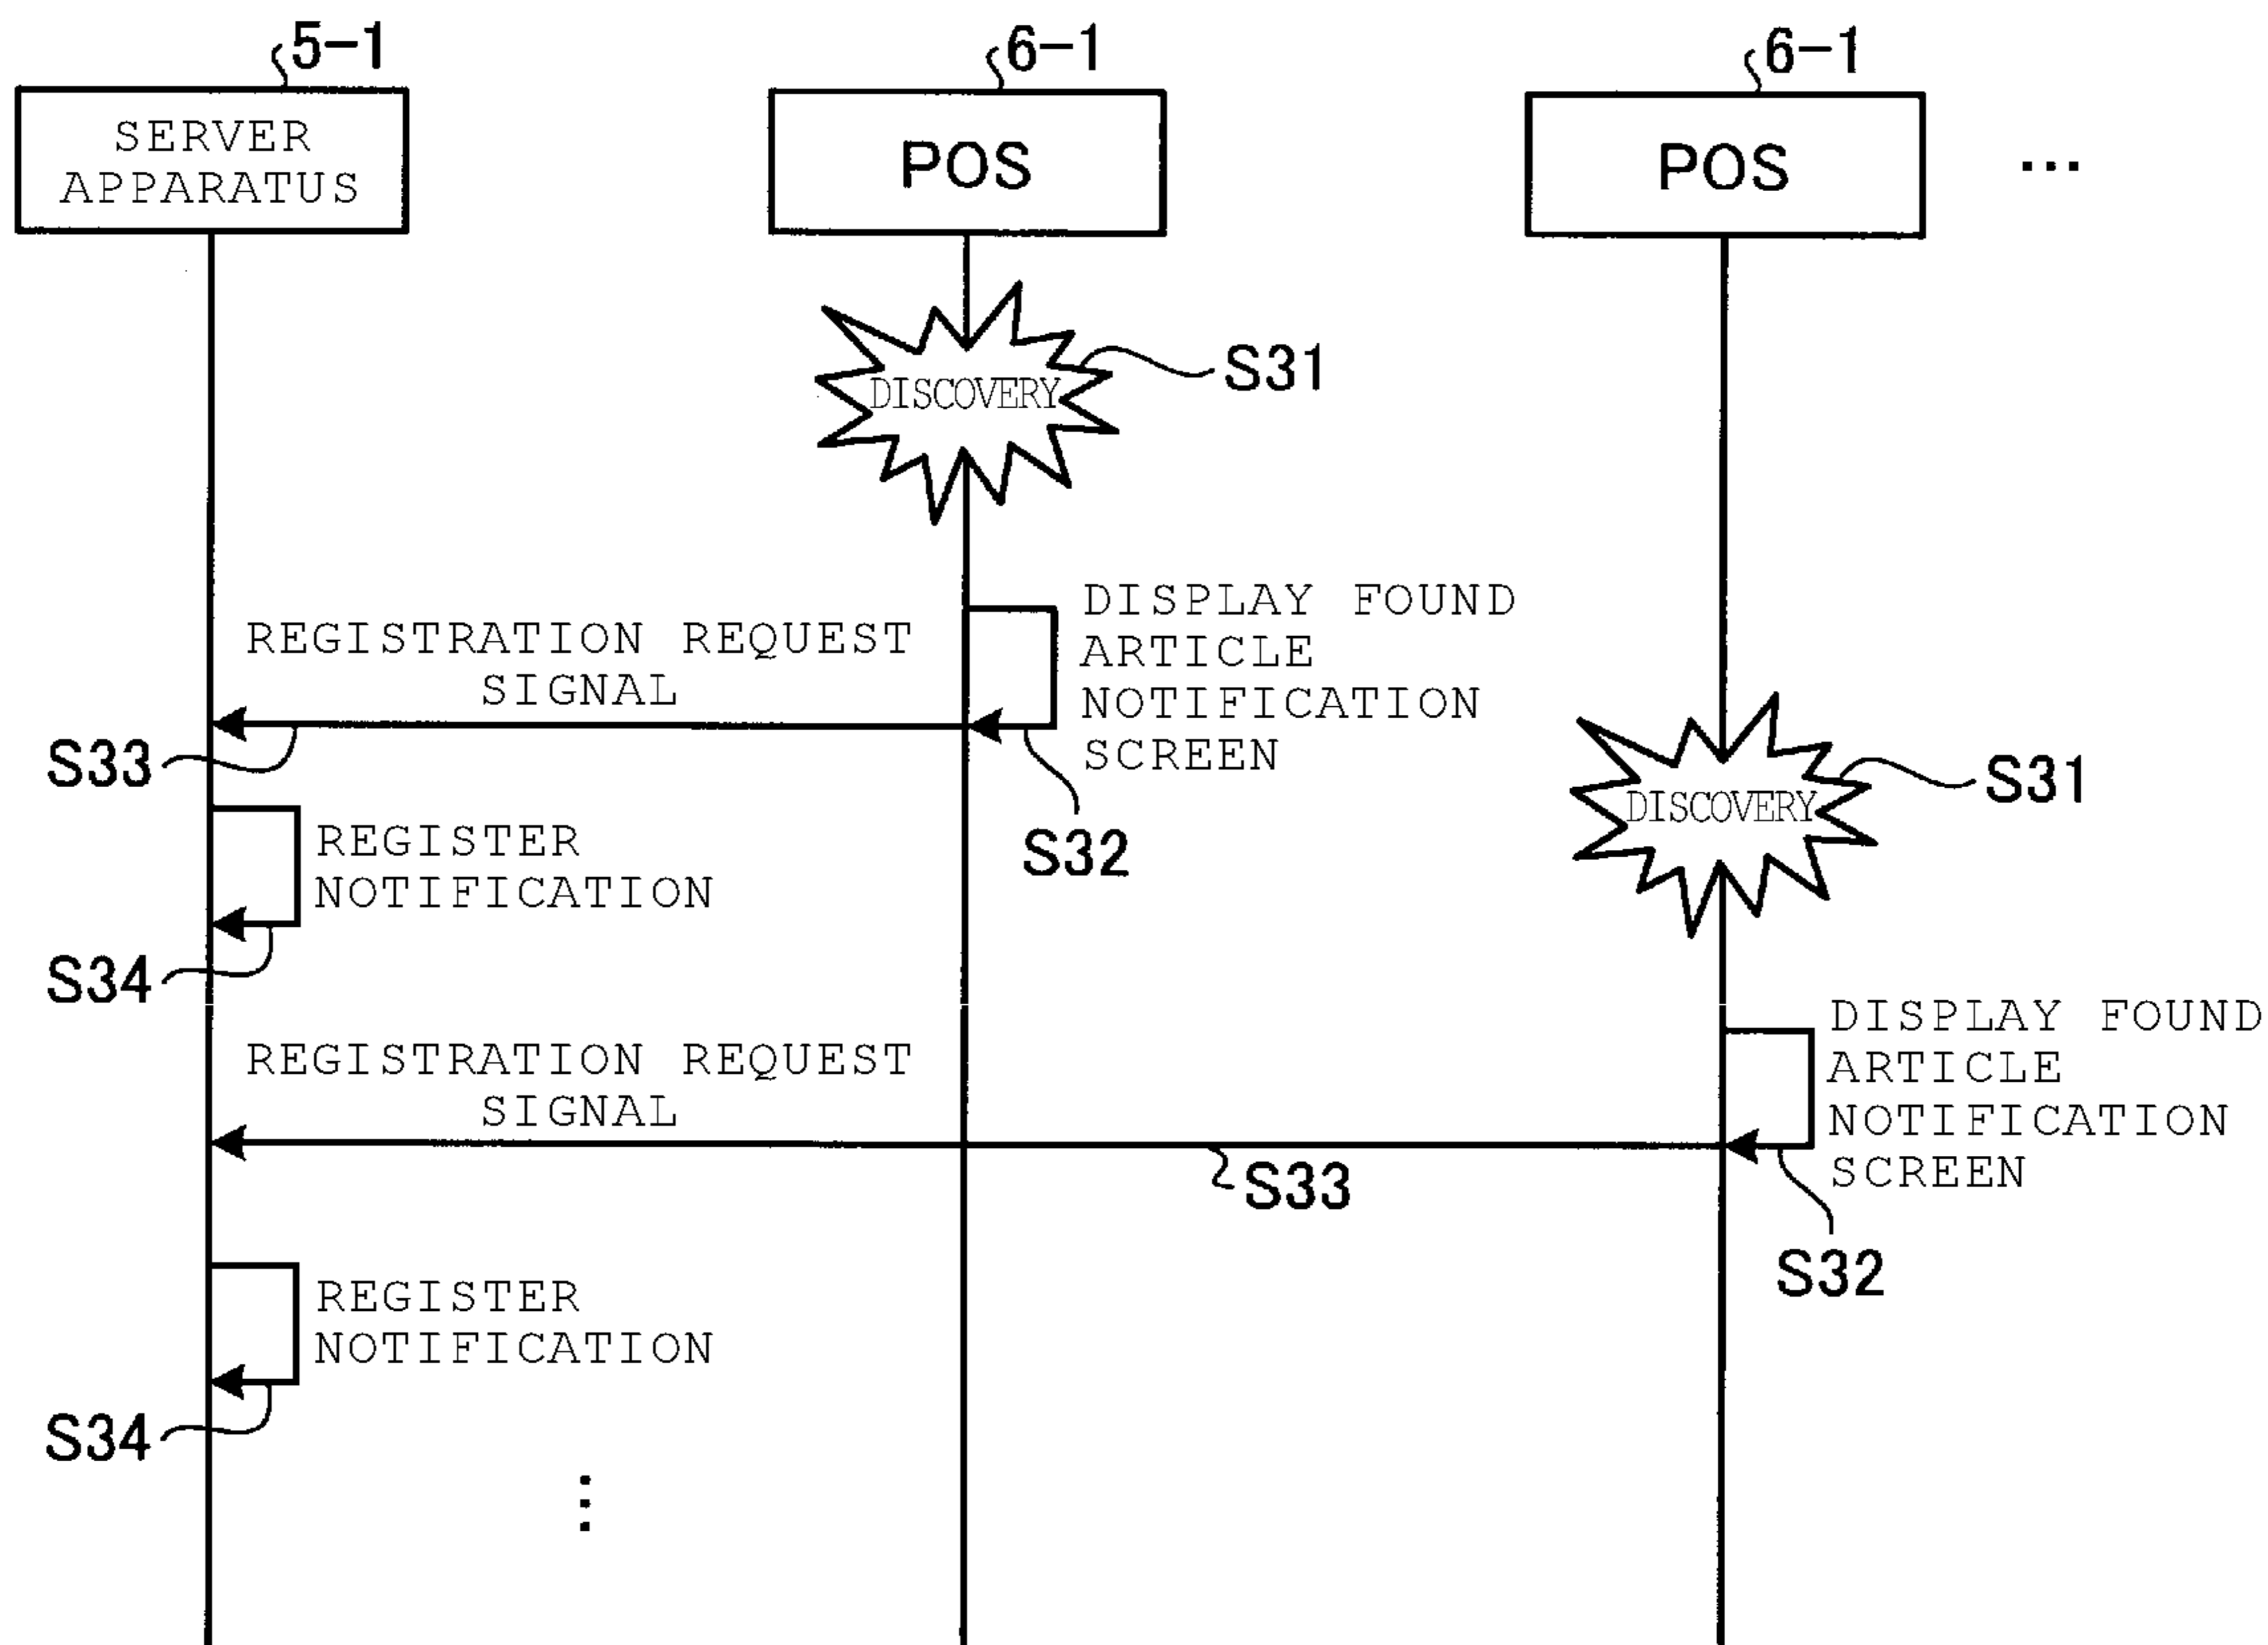 5-1
6-1
6-1
SERVER
APPARATUS
POS
POS
...
DISCOVERY
S31
DISPLAY FOUND
ARTICLE
NOTIFICATION
SCREEN
REGISTRATION REQUEST
SIGNAL
S33
S32
DISCOVERY
S31
REGISTER
NOTIFICATION
S34
DISPLAY FOUND
ARTICLE
NOTIFICATION
SCREEN
REGISTRATION REQUEST
SIGNAL
S33
S32
REGISTER
NOTIFICATION
S34